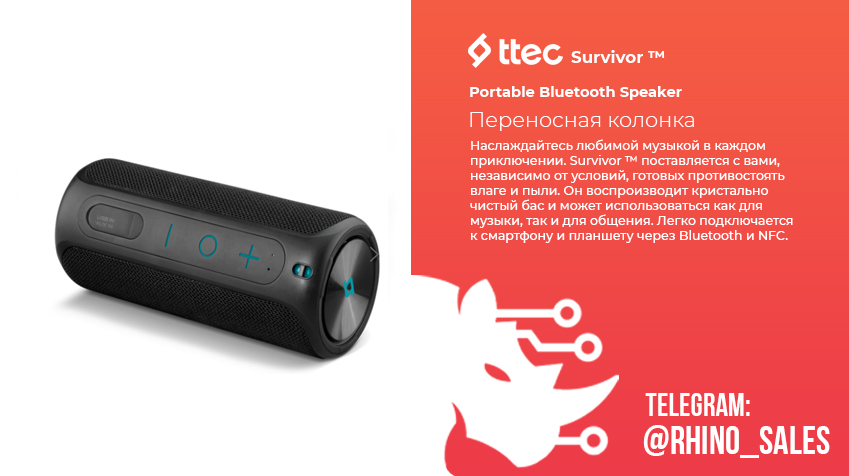 ttec Survivor ™
Portable Bluetooth Speaker
Переносная колонка
Наслаждайтесь любимой музыкой в каждом
приключении. Survivor ™ поставляется с вами,
независимо от условий, готовых противостоять
влаге и пыли. Он воспроизводит кристально
чистый бас и может использоваться как для
музыки, так и для общения. Легко подключается
к смартфону и планшету через Bluetooth и NFC.
TELEGRAM:
@RHINO_SALES